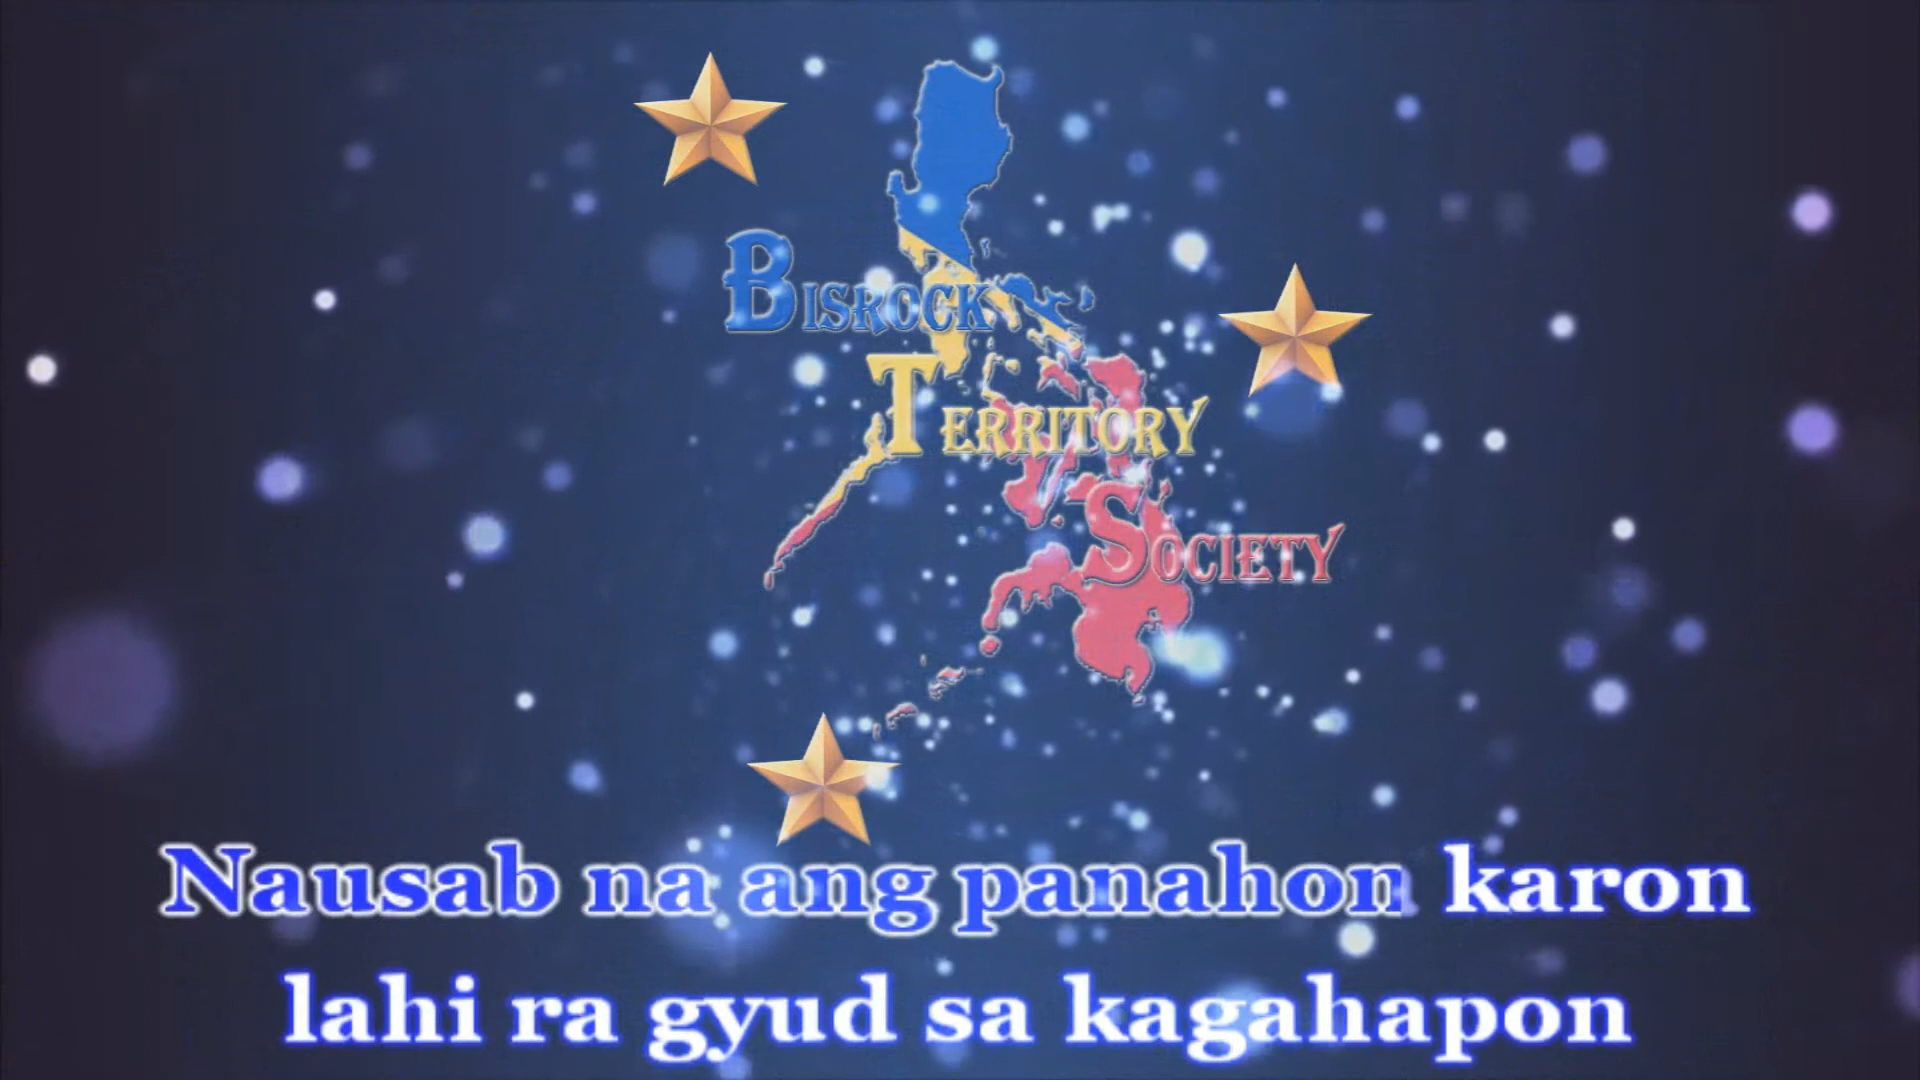 BISROCK
TERRITORY
SOCIETY
Nausab na ang panahon karon
lahi ra gyud sa kagahapon